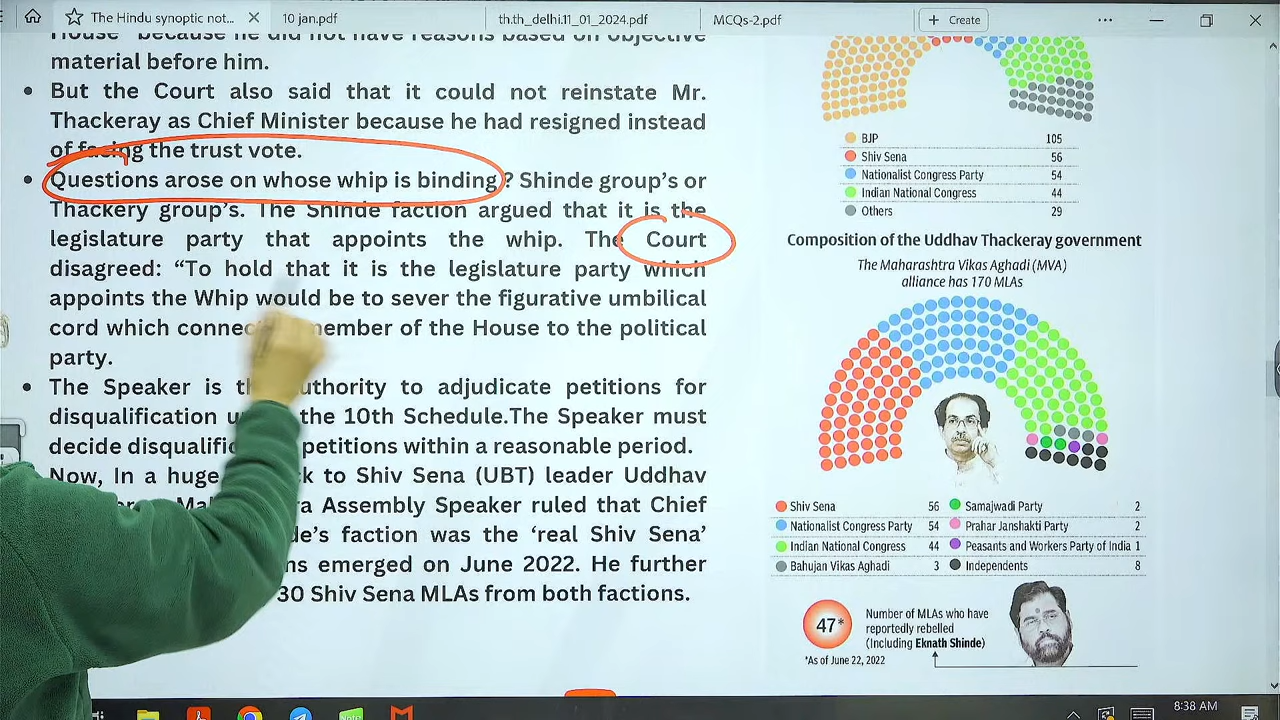 The Hindu synoptic not...
10 jan.pdf
th.th_delhi.11_01_2024.pdf
MCQs-2.pdf
+ Create
House" because he did not have reasons based on objective
material before him.
But the Court also said that it could not reinstate Mr.
Thackeray as Chief Minister because he had resigned instead
of facing the trust vote.
Questions arose on whose whip is binding ? Shinde group's or
Thackery group's. The Shinde faction argued that it is the
legislature party that appoints the whip. The Court
disagreed: “To hold that it is the legislature party which
appoints the Whip would be to sever the figurative umbilical
cord which member of the House to the political
party.
The Speaker is authority to adjudicate petitions for
disqualification the 10th Schedule.The Speaker must
decide petitions within a reasonable period.
Now, In a huge to Shiv Sena (UBT) leader Uddhav
Assembly Speaker ruled that Chief
faction was the ‘real Shiv Sena’
emerged on June 2022. He further
30 Shiv Sena MLAs from both factions.
BJP 105
Shiv Sena 56
Nationalist Congress Party 54
Indian National Congress 44
Others 29
Composition of the Uddhav Thackeray government
The Maharashtra Vikas Aghadi (MVA)
alliance has 170 MLAs
Shiv Sena 56 Samajwadi Party 2
Nationalist Congress Party 54 Prahar Janshakti Party 2
Indian National Congress 44 Peasants and Workers Party of India 1
Bahujan Vikas Aghadi 3 Independents 8
47*
Number of MLAs who have
reportedly rebelled
(Including Eknath Shinde)
*As of June 22, 2022
8:38 AM